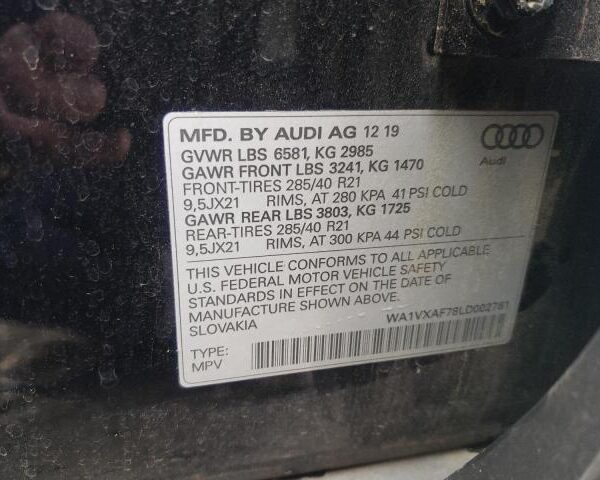 MFD. BY AUDI AG 12 19
GVWR LBS 6581, KG 2985
GAWR FRONT LBS 3241, KG 1470
FRONT-TIRES 285/40 R21
9,5JX21 RIMS, AT 280 KPA 41 PSI COLD
GAWR REAR LBS 3803, KG 1725
REAR-TIRES 285/40 R21
9,5JX21 RIMS, AT 300 KPA 44 PSI COLD
Audi
THIS VEHICLE CONFORMS TO ALL APPLICABLE
U.S. FEDERAL MOTOR VEHICLE SAFETY
STANDARDS IN EFFECT ON THE DATE OF
MANUFACTURE SHOWN ABOVE.
SLOVAKIA
WA1VXAF78LD002781
TYPE:
MPV